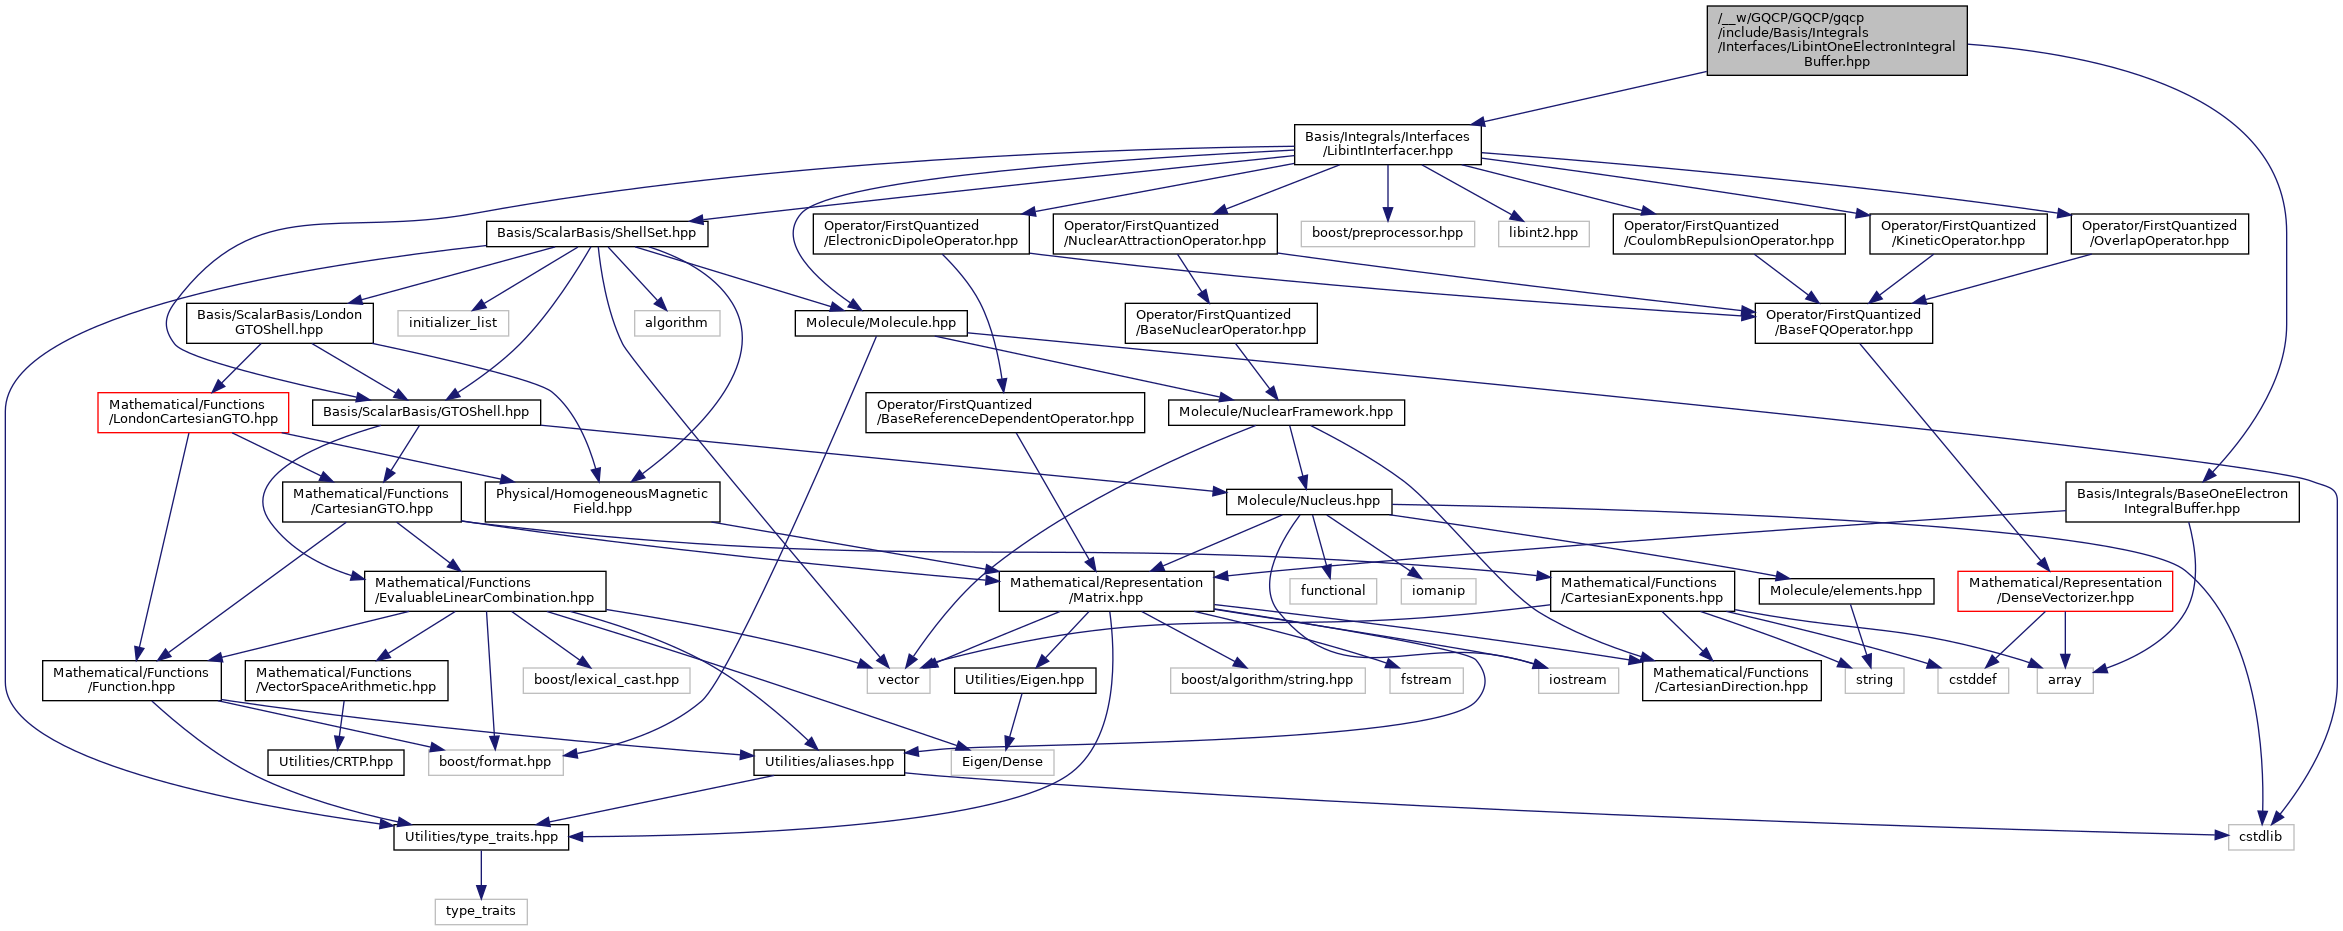 /__w/GQCP/GQCP/gqcp
/include/Basis/Integrals
/Interfaces/LibintOneElectronIntegral
Buffer.hpp
Basis/Integrals/Interfaces
/LibintInterfacer.hpp
Basis/ScalarBasis/ShellSet.hpp
Operator/FirstQuantized
/ElectronicDipoleOperator.hpp
Operator/FirstQuantized
/NuclearAttractionOperator.hpp
boost/preprocessor.hpp
libint2.hpp
Operator/FirstQuantized
/CoulombRepulsionOperator.hpp
Operator/FirstQuantized
/KineticOperator.hpp
Operator/FirstQuantized
/OverlapOperator.hpp
Basis/ScalarBasis/London
GTOShell.hpp
initializer_list
algorithm
Molecule/Molecule.hpp
Operator/FirstQuantized
/BaseNuclearOperator.hpp
Operator/FirstQuantized
/BaseFQOperator.hpp
Mathematical/Functions
/LondonCartesianGTO.hpp
Basis/ScalarBasis/GTOShell.hpp
Operator/FirstQuantized
/BaseReferenceDependentOperator.hpp
Molecule/NuclearFramework.hpp
Mathematical/Functions
/CartesianGTO.hpp
Physical/HomogeneousMagnetic
Field.hpp
Molecule/Nucleus.hpp
Basis/Integrals/BaseOneElectron
IntegralBuffer.hpp
Mathematical/Functions
/EvaluableLinearCombination.hpp
Mathematical/Representation
/Matrix.hpp
functional
iomanip
Mathematical/Functions
/CartesianExponents.hpp
Molecule/elements.hpp
Mathematical/Representation
/DenseVectorizer.hpp
Mathematical/Functions
/Function.hpp
Mathematical/Functions
/VectorSpaceArithmetic.hpp
boost/lexical_cast.hpp
vector
Utilities/Eigen.hpp
boost/algorithm/string.hpp
fstream
iostream
Mathematical/Functions
/CartesianDirection.hpp
string
cstddef
array
Utilities/CRTP.hpp
boost/format.hpp
Utilities/aliases.hpp
Eigen/Dense
Utilities/type_traits.hpp
cstdlib
type_traits